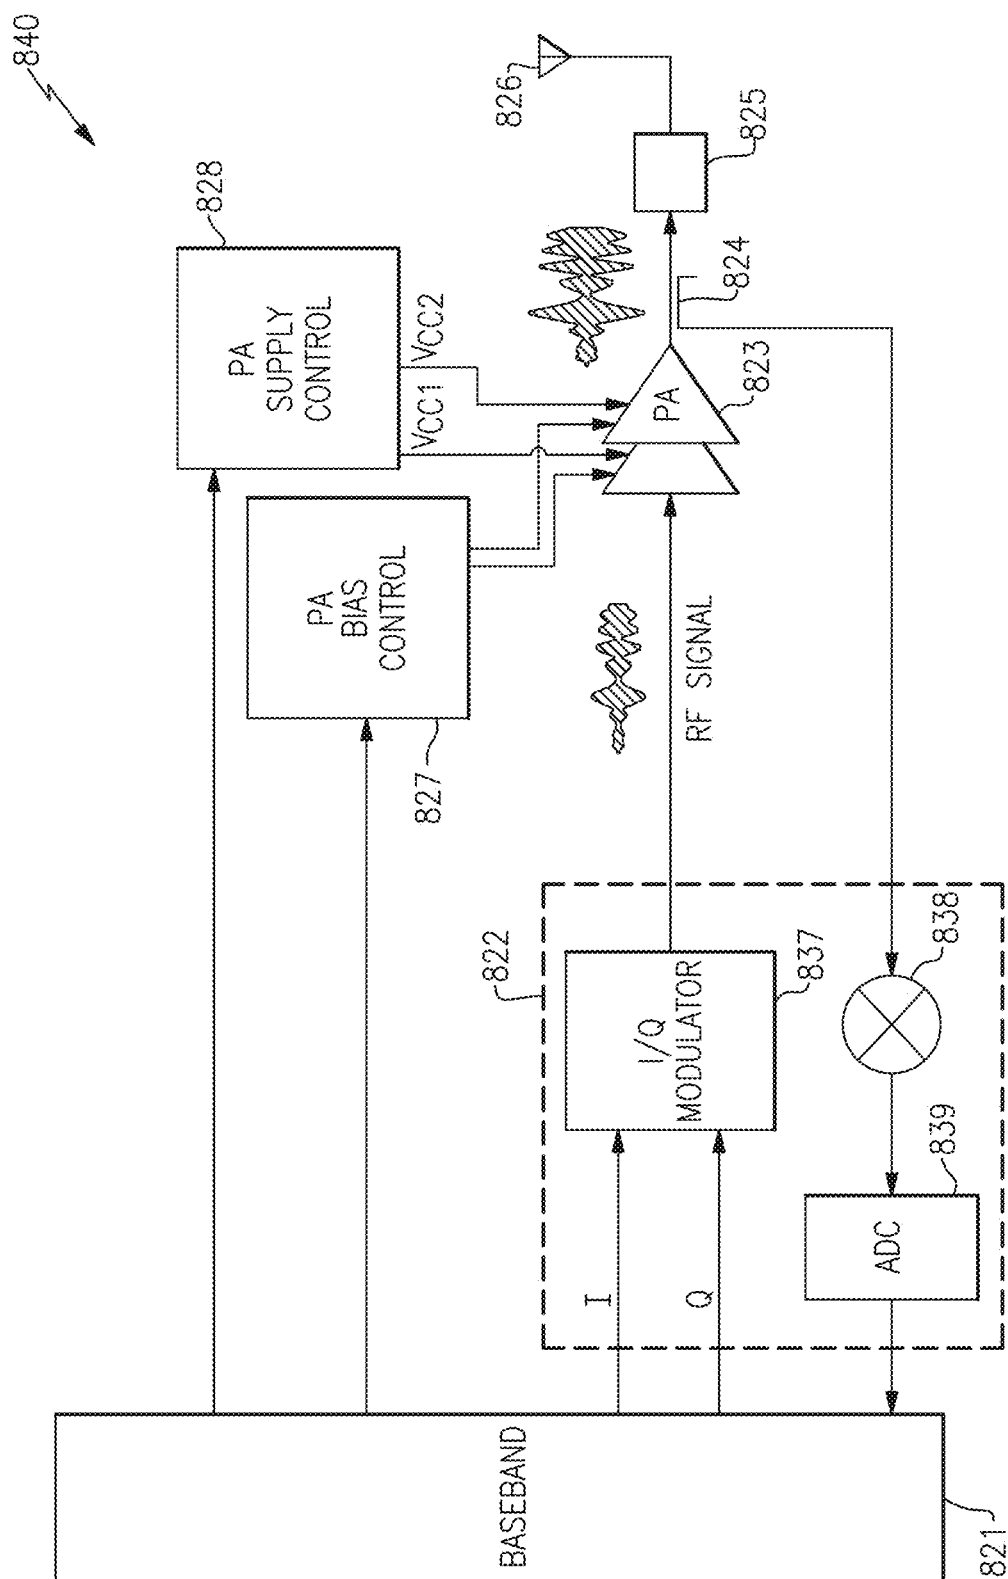 840
828
PA
SUPPLY
CONTROL
VCC1
VCC2
PA
BIAS
CONTROL
827
826
825
824
PA
823
RF SIGNAL
822
I/Q
MODULATOR
837
838
839
ADC
I
Q
BASEBAND
821